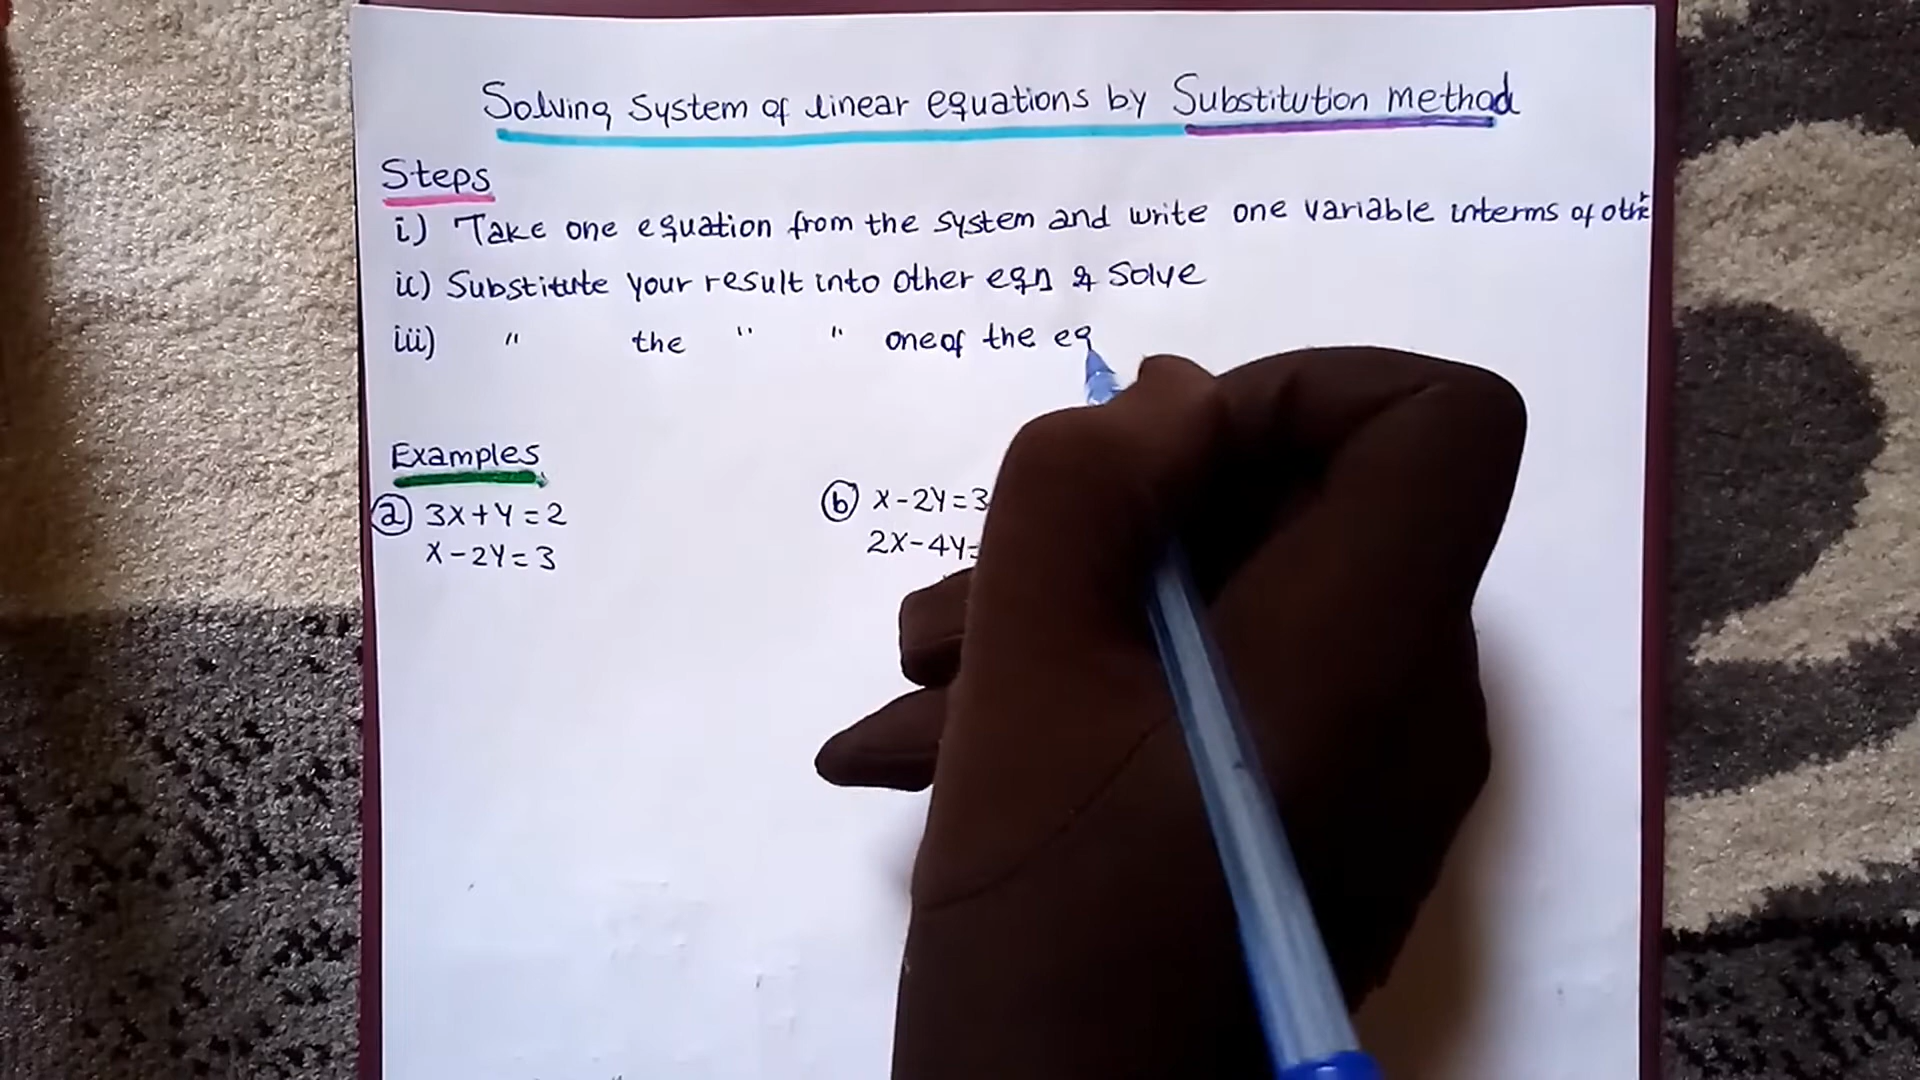 Solving System of linear equations by Substitution method
Steps
i) Take one equation from the system and write one variable interms of othe
ii) Substitute your result into other eqn & Solve
iii) " the " " one of the eq
Examples
(a) 3x+y=2
x-2y=3
(b) x-2y=3
2x-4y=